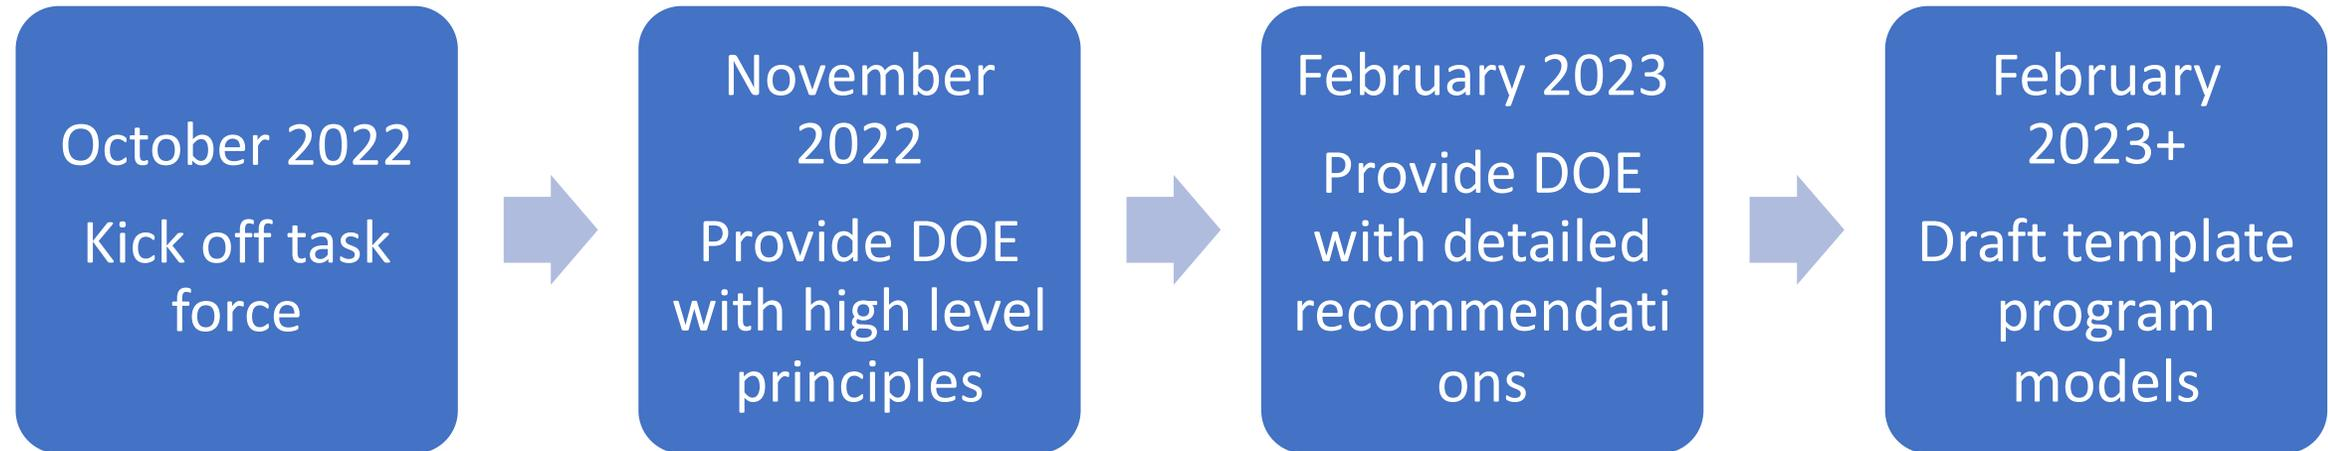 October 2022
Kick off task
force
November
2022
Provide DOE
with high level
principles
February 2023
Provide DOE
with detailed
recommendati
ons
February
2023+
Draft template
program
models